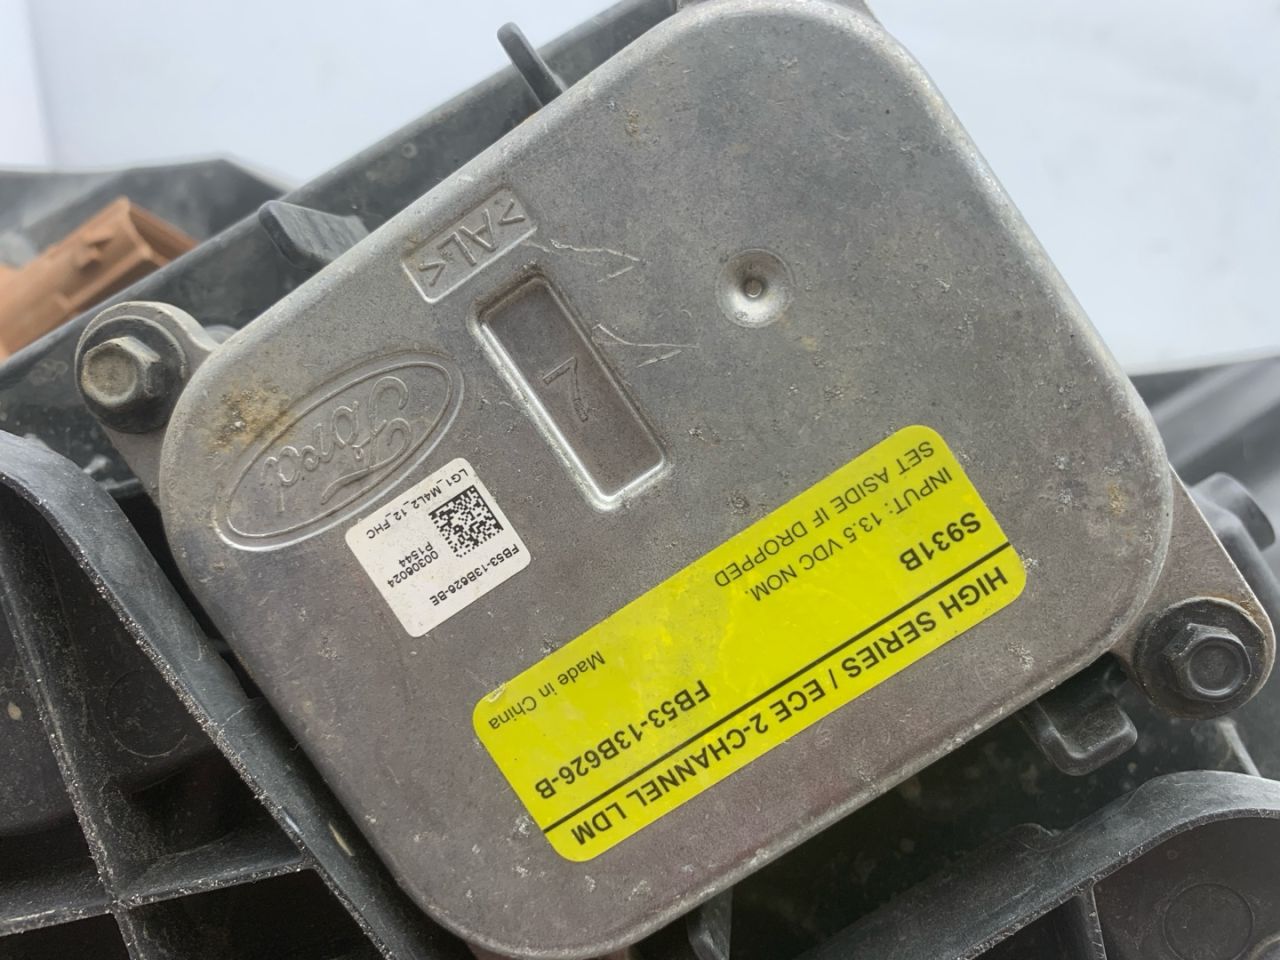 HIGH SERIES / ECE 2-CHANNEL LDM
S931B
FB53-13B626-B
INPUT: 13.5 VDC NOM.
SET ASIDE IF DROPPED
Made in China
FB53-13B626-BE
00308024
P1544
LG1_M4L2_12_FHC
Ford
7
>AL<